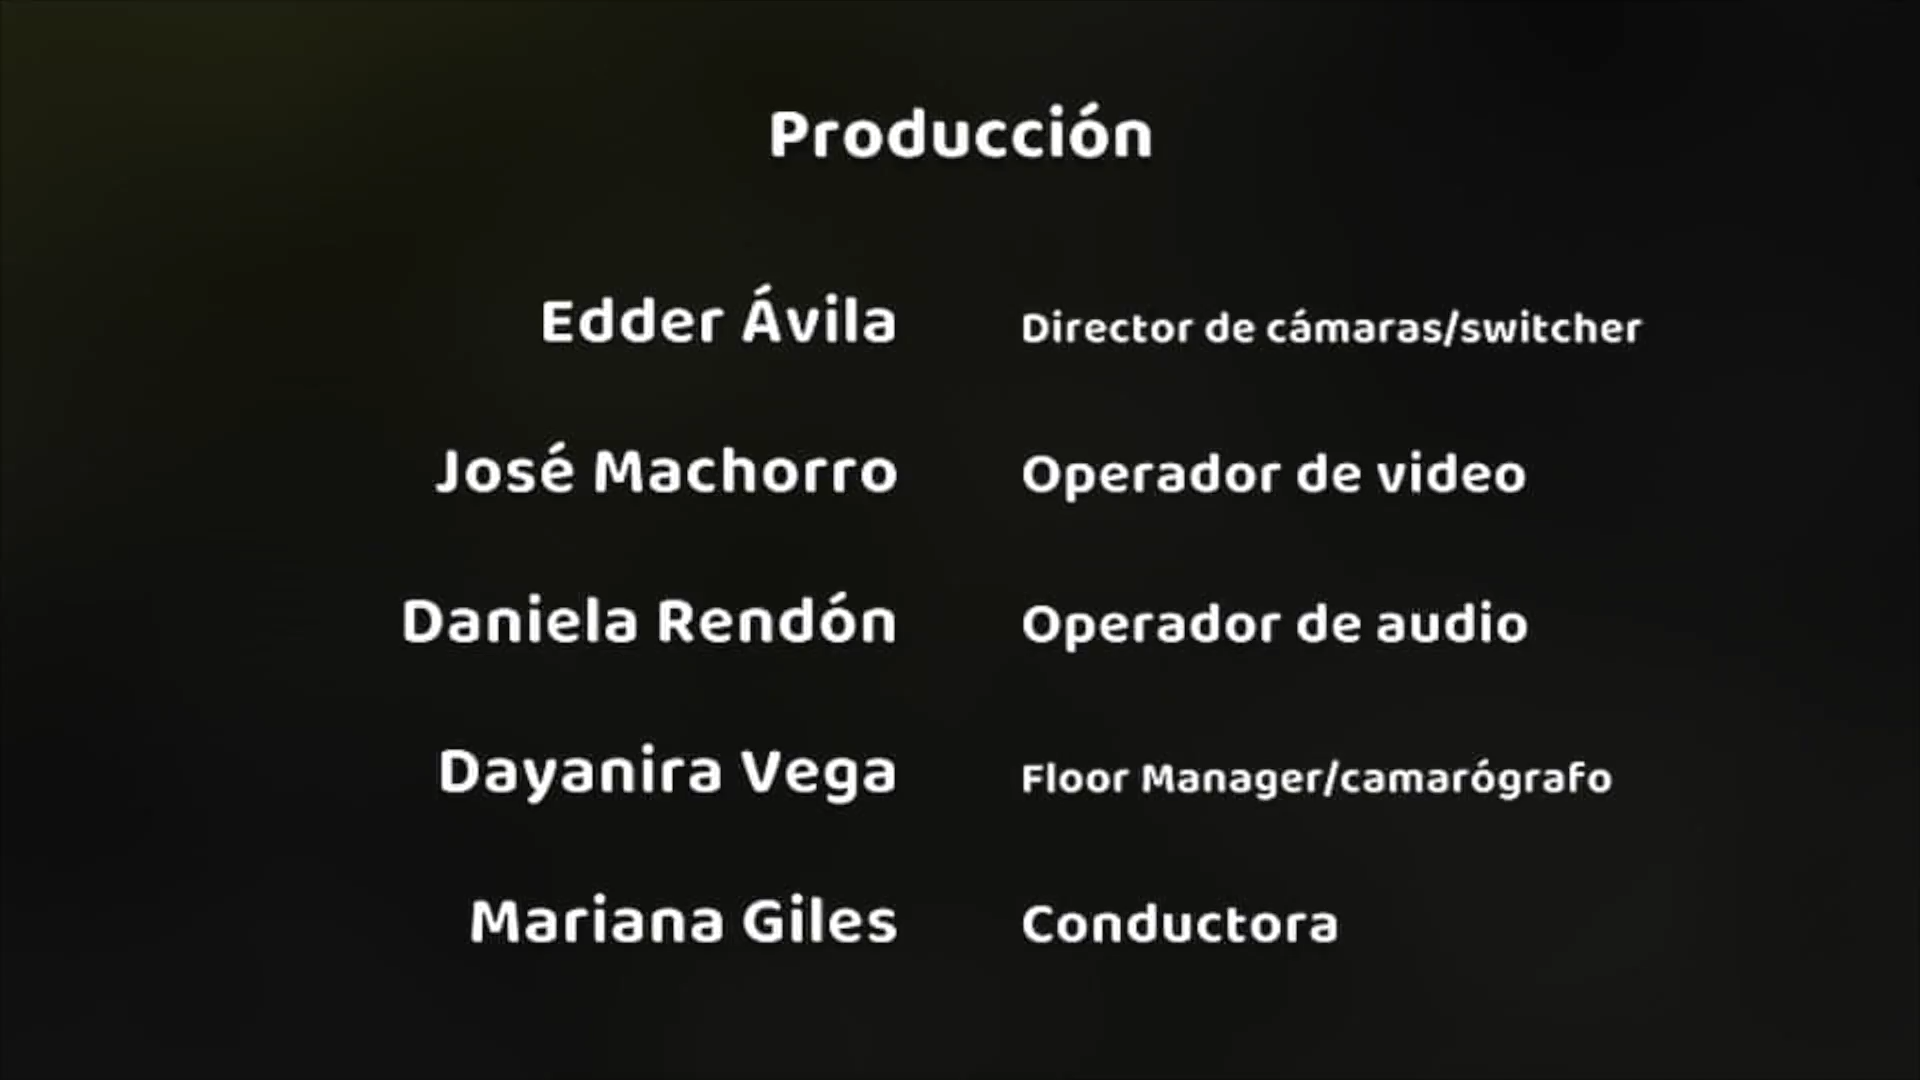 Producción
Edder Ávila Director de cámaras/switcher
José Machorro Operador de video
Daniela Rendón Operador de audio
Dayanira Vega Floor Manager/camarógrafo
Mariana Giles Conductora